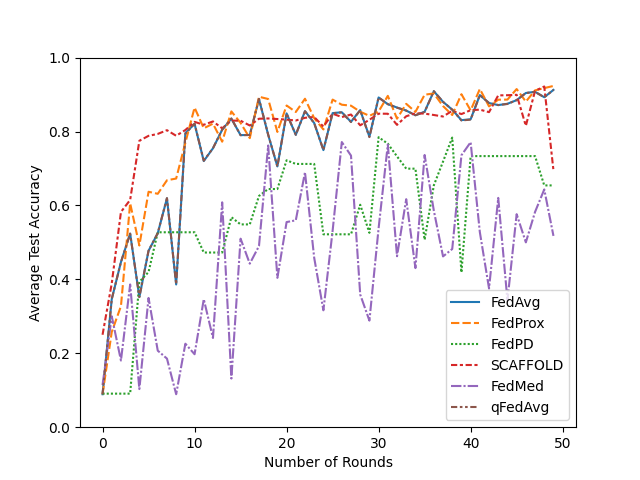 1.0
0.8
0.6
0.4
0.2
0.0
Average Test Accuracy
0
10
20
30
40
50
Number of Rounds
FedAvg
FedProx
FedPD
SCAFFOLD
FedMed
qFedAvg